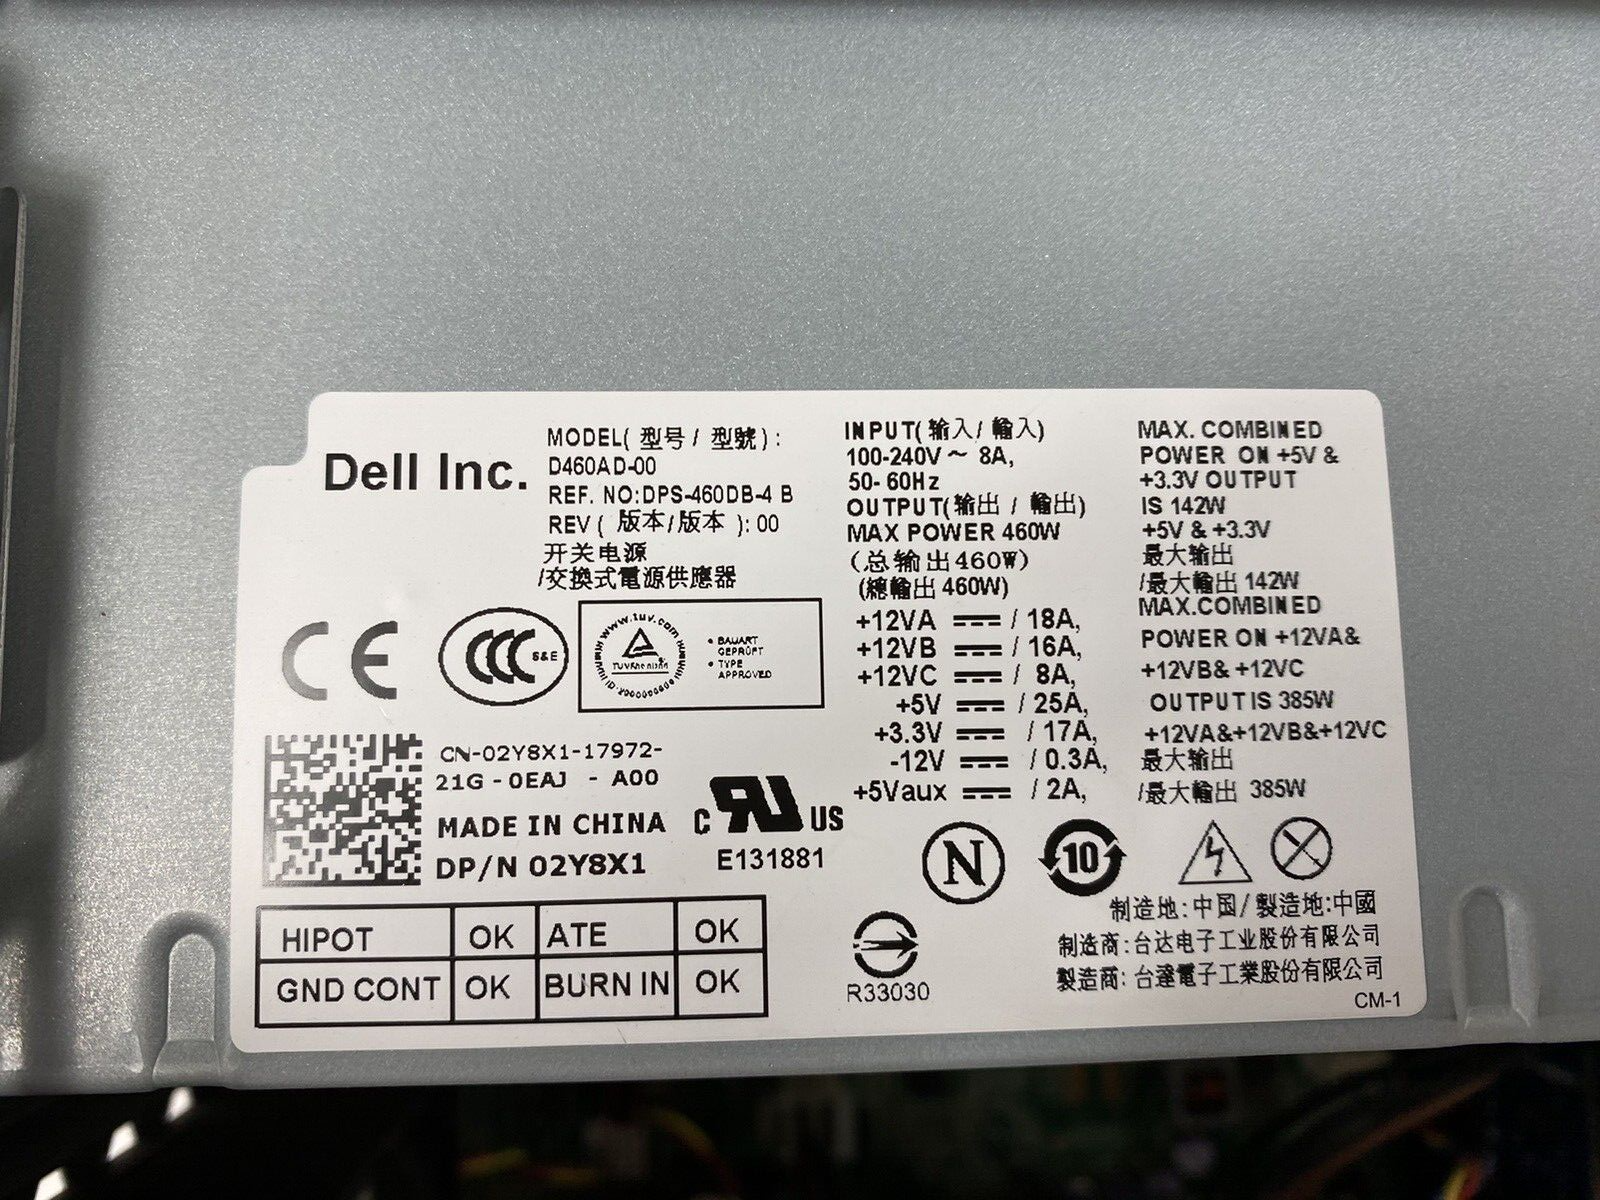 Dell Inc.
MODEL( 型号 / 型號 ) :
D460AD-00
REF. NO:DPS-460DB-4 B
REV ( 版本/版本 ): 00
开关电源
/交換式電源供應器
INPUT( 输入/ 輸入)
100-240V ~ 8A,
50- 60Hz
OUTPUT(输出 / 輸出)
MAX POWER 460W
(总输出460W)
(總輸出 460W)
+12VA ⎓ / 18A,
+12VB ⎓ / 16A,
+12VC ⎓ / 8A,
+5V ⎓ / 25A,
+3.3V ⎓ / 17A,
-12V ⎓ / 0.3A,
+5Vaux ⎓ / 2A,
MAX. COMBINED
POWER ON +5V &
+3.3V OUTPUT
IS 142W
+5V & +3.3V
最大输出
/最大輸出 142W
MAX.COMBINED
POWER ON +12VA&
+12VB& +12VC
OUTPUT IS 385W
+12VA&+12VB&+12VC
最大输出
/最大輸出 385W
CE
CCC S&E
www.tuv.com
TUVRheinland
• BAUART
GEPRÜFT
• TYPE
APPROVED
CN-02Y8X1-17972-
21G - 0EAJ - A00
MADE IN CHINA
DP/N 02Y8X1
C RU US
E131881
N
10
HIPOT OK ATE OK
GND CONT OK BURN IN OK
R33030
制造地:中国/ 製造地:中國
制造商:台达电子工业股份有限公司
製造商:台達電子工業股份有限公司
CM-1